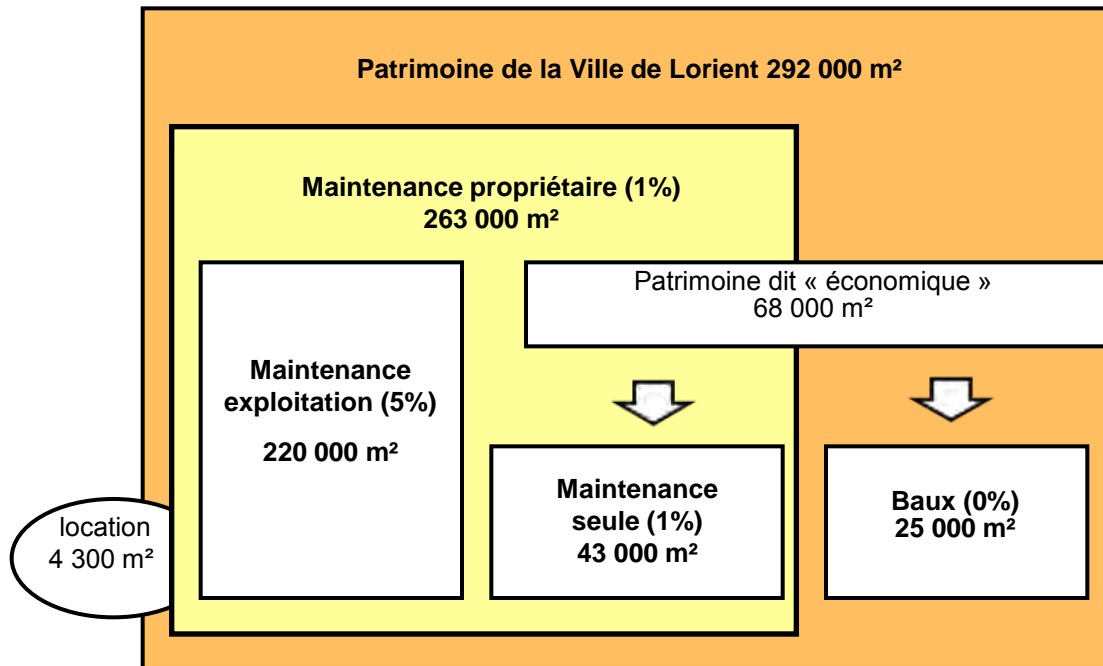 Patrimoine de la Ville de Lorient 292 000 m²
Maintenance propriétaire (1%)
263 000 m²
Patrimoine dit « économique »
68 000 m²
Maintenance
exploitation (5%)
220 000 m²
Maintenance
seule (1%)
43 000 m²
Baux (0%)
25 000 m²
location
4 300 m²